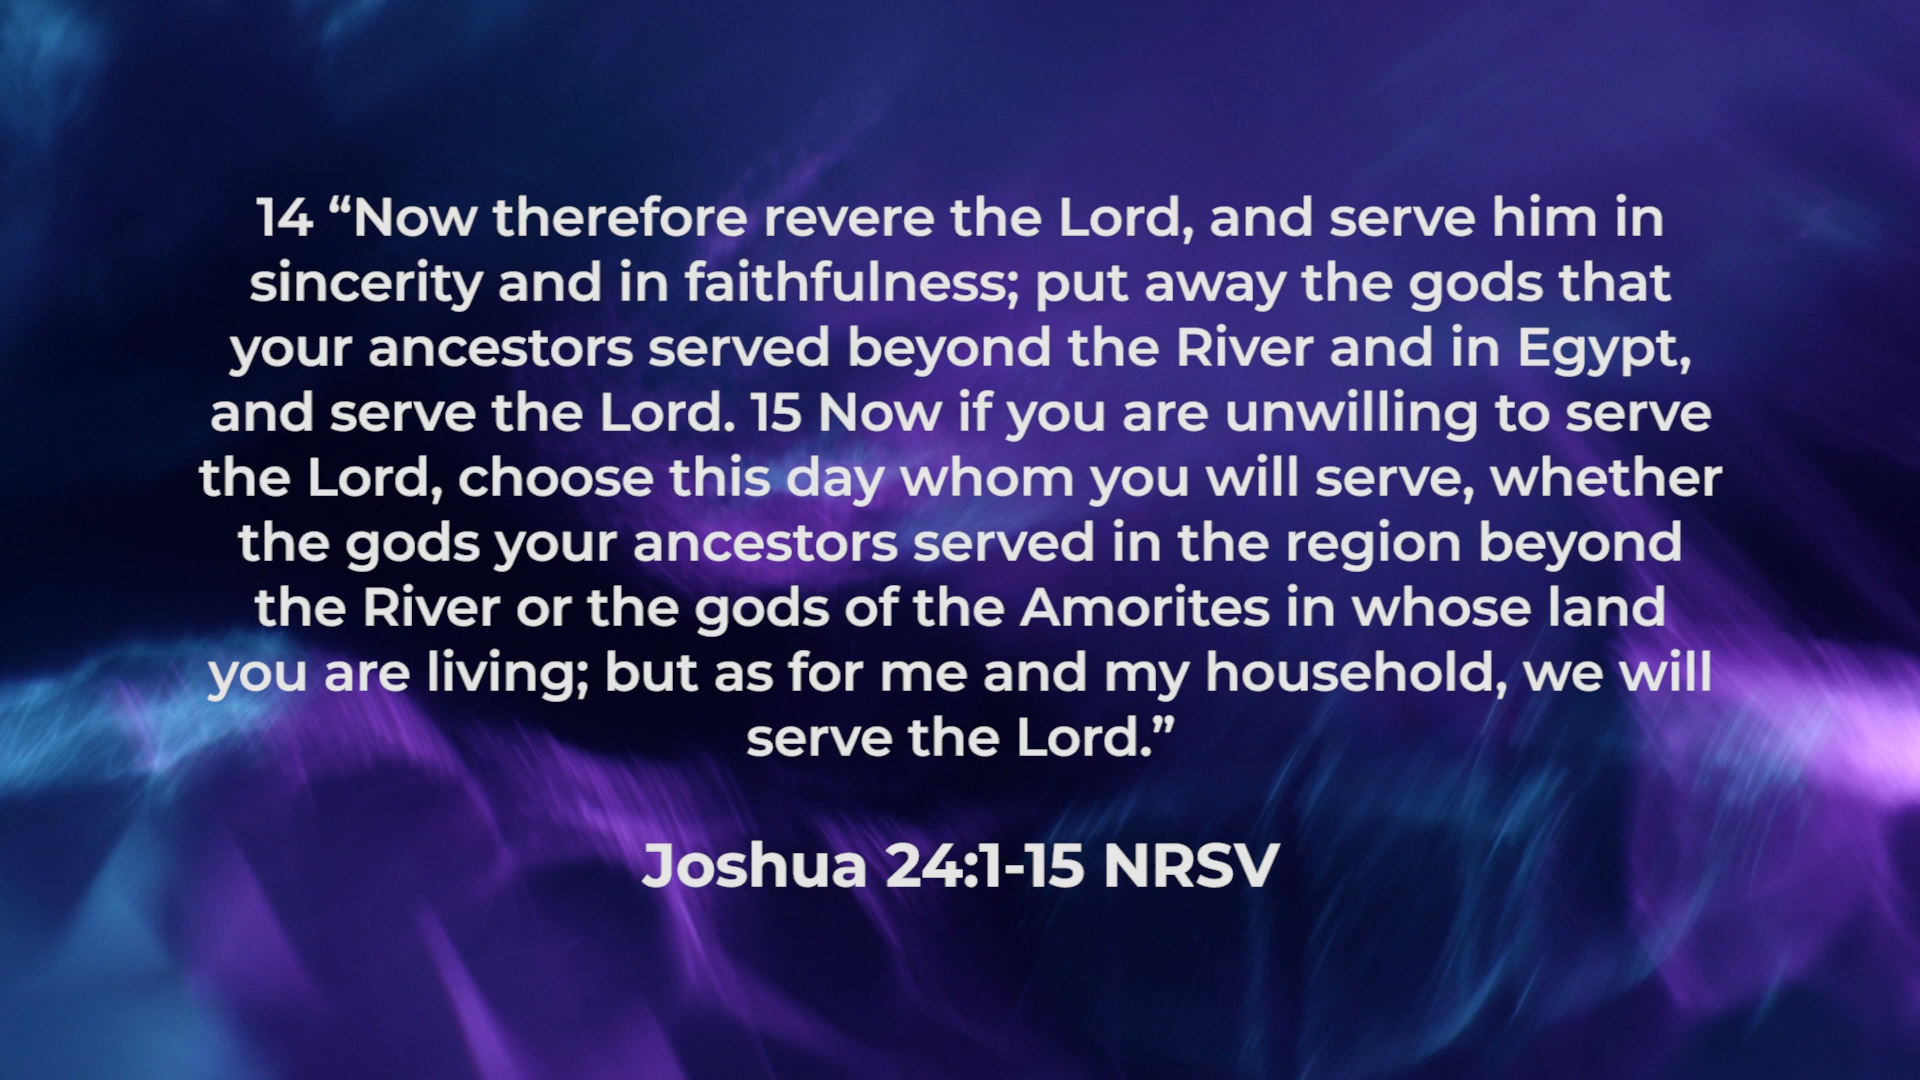 14 “Now therefore revere the Lord, and serve him in
sincerity and in faithfulness; put away the gods that
your ancestors served beyond the River and in Egypt,
and serve the Lord. 15 Now if you are unwilling to serve
the Lord, choose this day whom you will serve, whether
the gods your ancestors served in the region beyond
the River or the gods of the Amorites in whose land
you are living; but as for me and my household, we will
serve the Lord.”
Joshua 24:1-15 NRSV